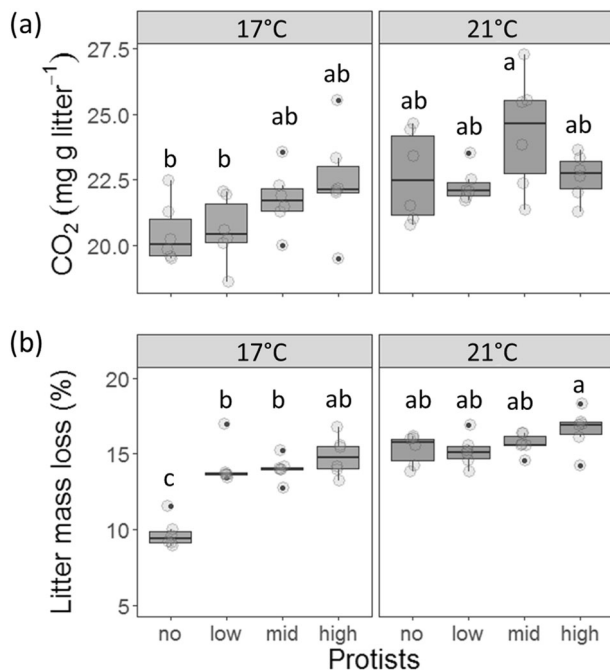 (a)
17°C
21°C
CO₂ (mg g litter⁻¹)
27.5
25.0
22.5
20.0
b
b
ab
ab
ab
ab
a
ab
(b)
17°C
21°C
Litter mass loss (%)
20
15
10
5
c
b
b
ab
ab
ab
ab
a
no
low
mid
high
no
low
mid
high
Protists